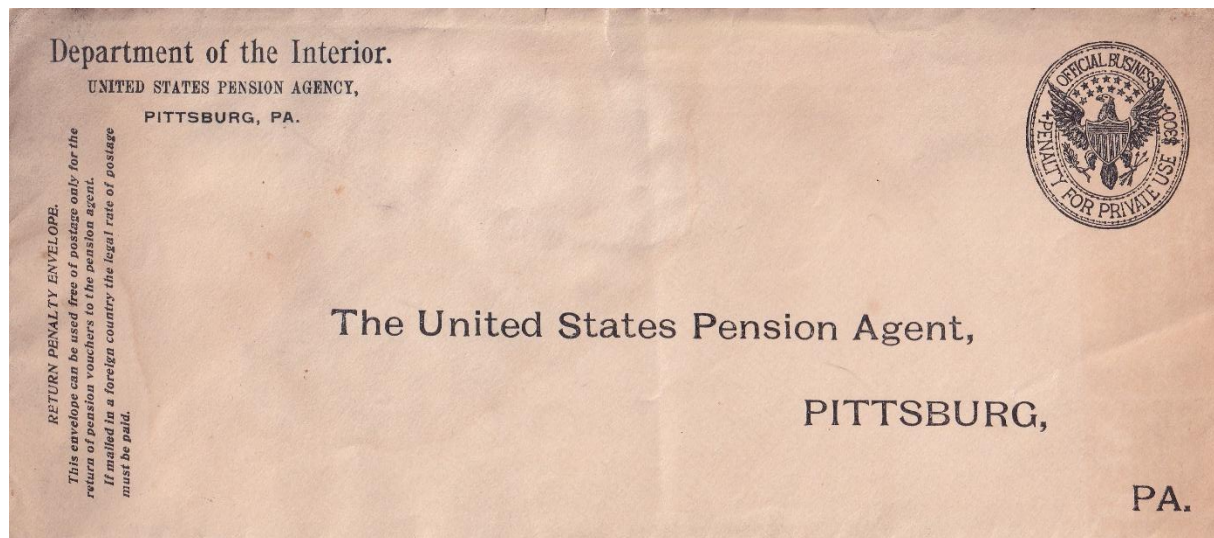 Department of the Interior.
UNITED STATES PENSION AGENCY,
PITTSBURG, PA.
RETURN PENALTY ENVELOPE.
This envelope can be used free of postage only for the
return of pension vouchers to the pension agent.
If mailed in a foreign country the legal rate of postage
must be paid.
OFFICIAL BUSINESS
PENALTY FOR PRIVATE USE $300
The United States Pension Agent,
PITTSBURG,
PA.